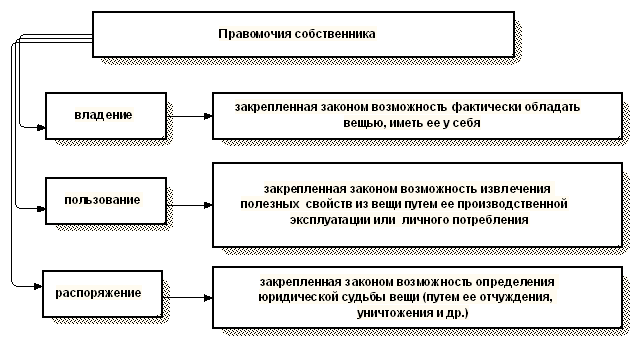 Правомочия собственника
владение
закрепленная законом возможность фактически обладать
вещью, иметь ее у себя
пользование
закрепленная законом возможность извлечения
полезных свойств из вещи путем ее производственной
эксплуатации или личного потребления
распоряжение
закрепленная законом возможность определения
юридической судьбы вещи (путем ее отчуждения,
уничтожения и др.)